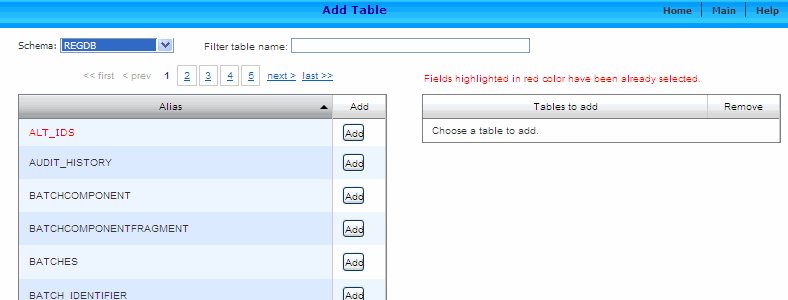 Add Table
Home Main Help
Schema: REGDB Filter table name:
<< first < prev 1 2 3 4 5 next > last >>
Fields highlighted in red color have been already selected.
Alias Add
Tables to add Remove
ALT_IDS Add
Choose a table to add.
AUDIT_HISTORY Add
BATCHCOMPONENT Add
BATCHCOMPONENTFRAGMENT Add
BATCHES Add
BATCH_IDENTIFIER Add